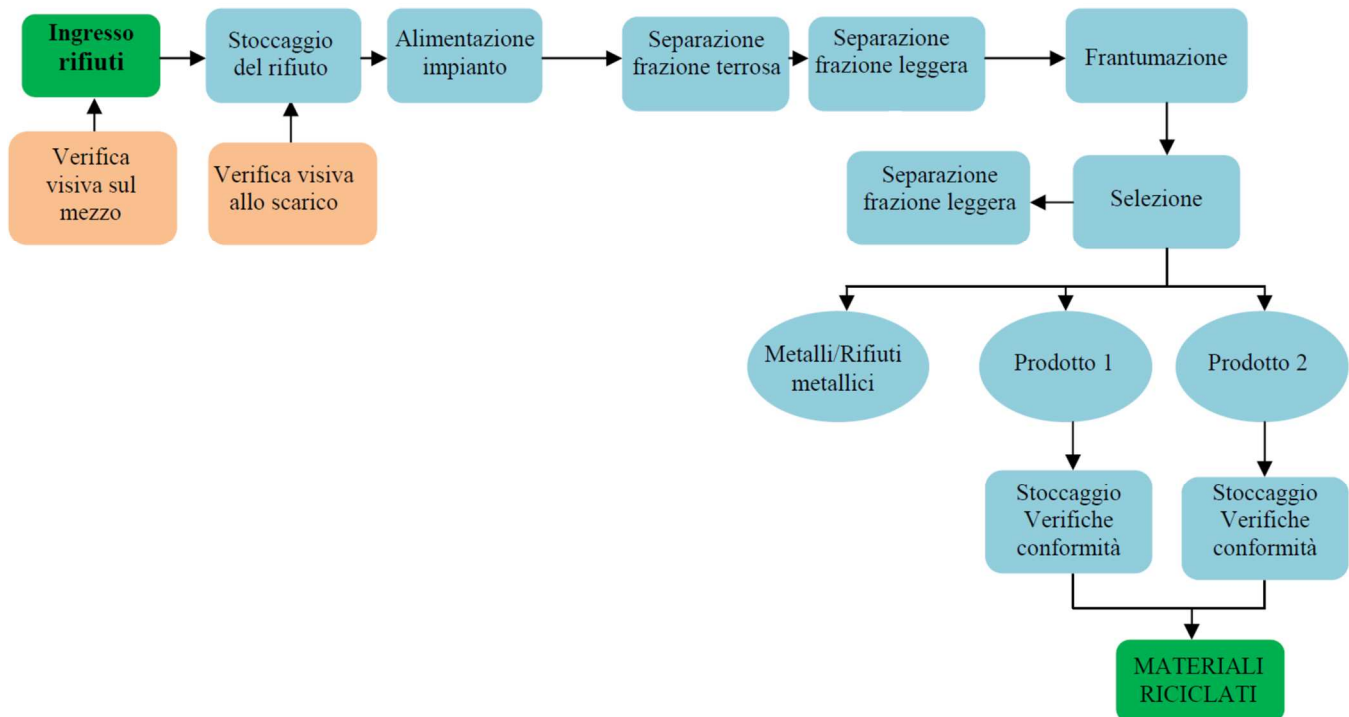 Ingresso
rifiuti
Stoccaggio
del rifiuto
Alimentazione
impianto
Separazione
frazione terrosa
Separazione
frazione leggera
Frantumazione
Verifica
visiva sul
mezzo
Verifica visiva
allo scarico
Separazione
frazione leggera
Selezione
Metalli/Rifiuti
metallici
Prodotto 1
Prodotto 2
Stoccaggio
Verifiche
conformità
Stoccaggio
Verifiche
conformità
MATERIALI
RICICLATI